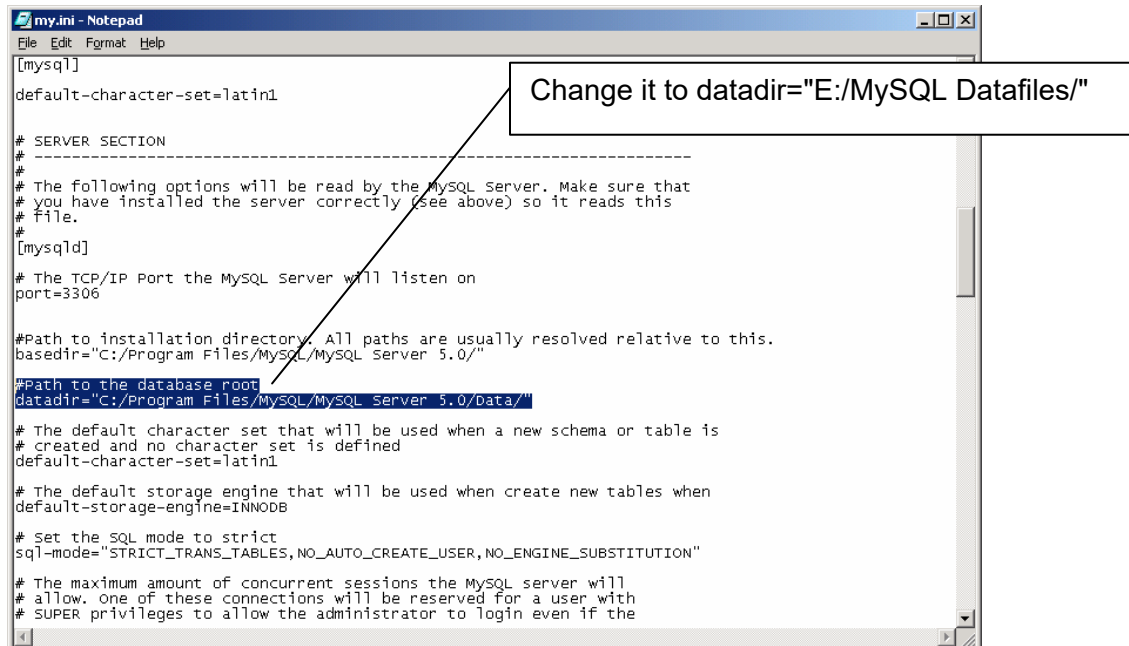 my.ini - Notepad
File Edit Format Help
[mysql]
default-character-set=latin1
Change it to datadir="E:/MySQL Datafiles/"
# SERVER SECTION
# ----------------------------------------------------------------------
#
# The following options will be read by the MySQL Server. Make sure that
# you have installed the server correctly (see above) so it reads this
# file.
#
[mysqld]
# The TCP/IP Port the MySQL Server will listen on
port=3306
#Path to installation directory. All paths are usually resolved relative to this.
basedir="C:/Program Files/MySQL/MySQL Server 5.0/"
#Path to the database root
datadir="C:/Program Files/MySQL/MySQL Server 5.0/Data/"
# The default character set that will be used when a new schema or table is
# created and no character set is defined
default-character-set=latin1
# The default storage engine that will be used when create new tables when
default-storage-engine=INNODB
# Set the SQL mode to strict
sql-mode="STRICT_TRANS_TABLES,NO_AUTO_CREATE_USER,NO_ENGINE_SUBSTITUTION"
# The maximum amount of concurrent sessions the MySQL server will
# allow. One of these connections will be reserved for a user with
# SUPER privileges to allow the administrator to login even if the